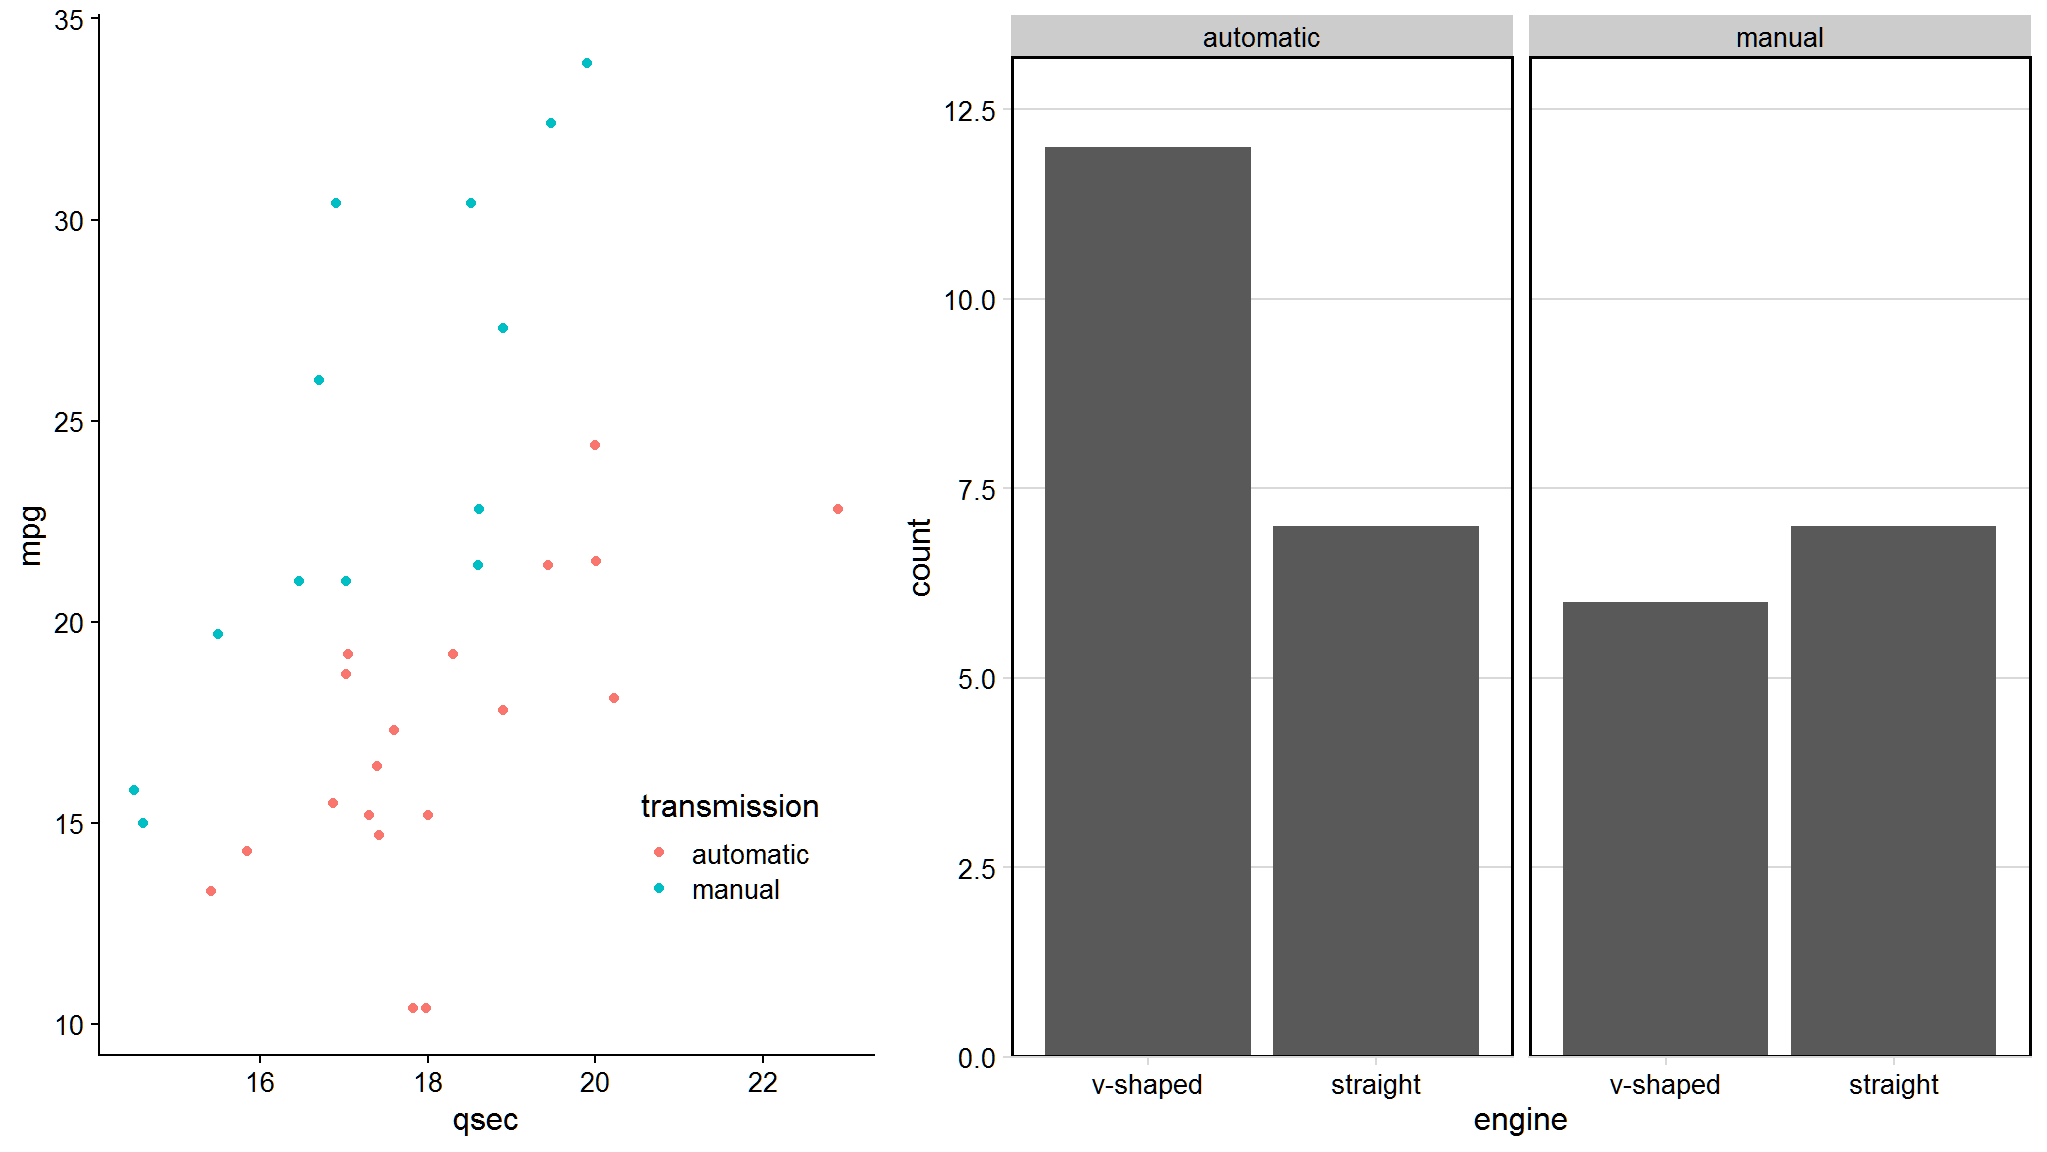 35
30
25
20
15
10
mpg
16 18 20 22
qsec
transmission
automatic
manual
automatic manual
12.5
10.0
7.5
5.0
2.5
0.0
count
v-shaped straight v-shaped straight
engine